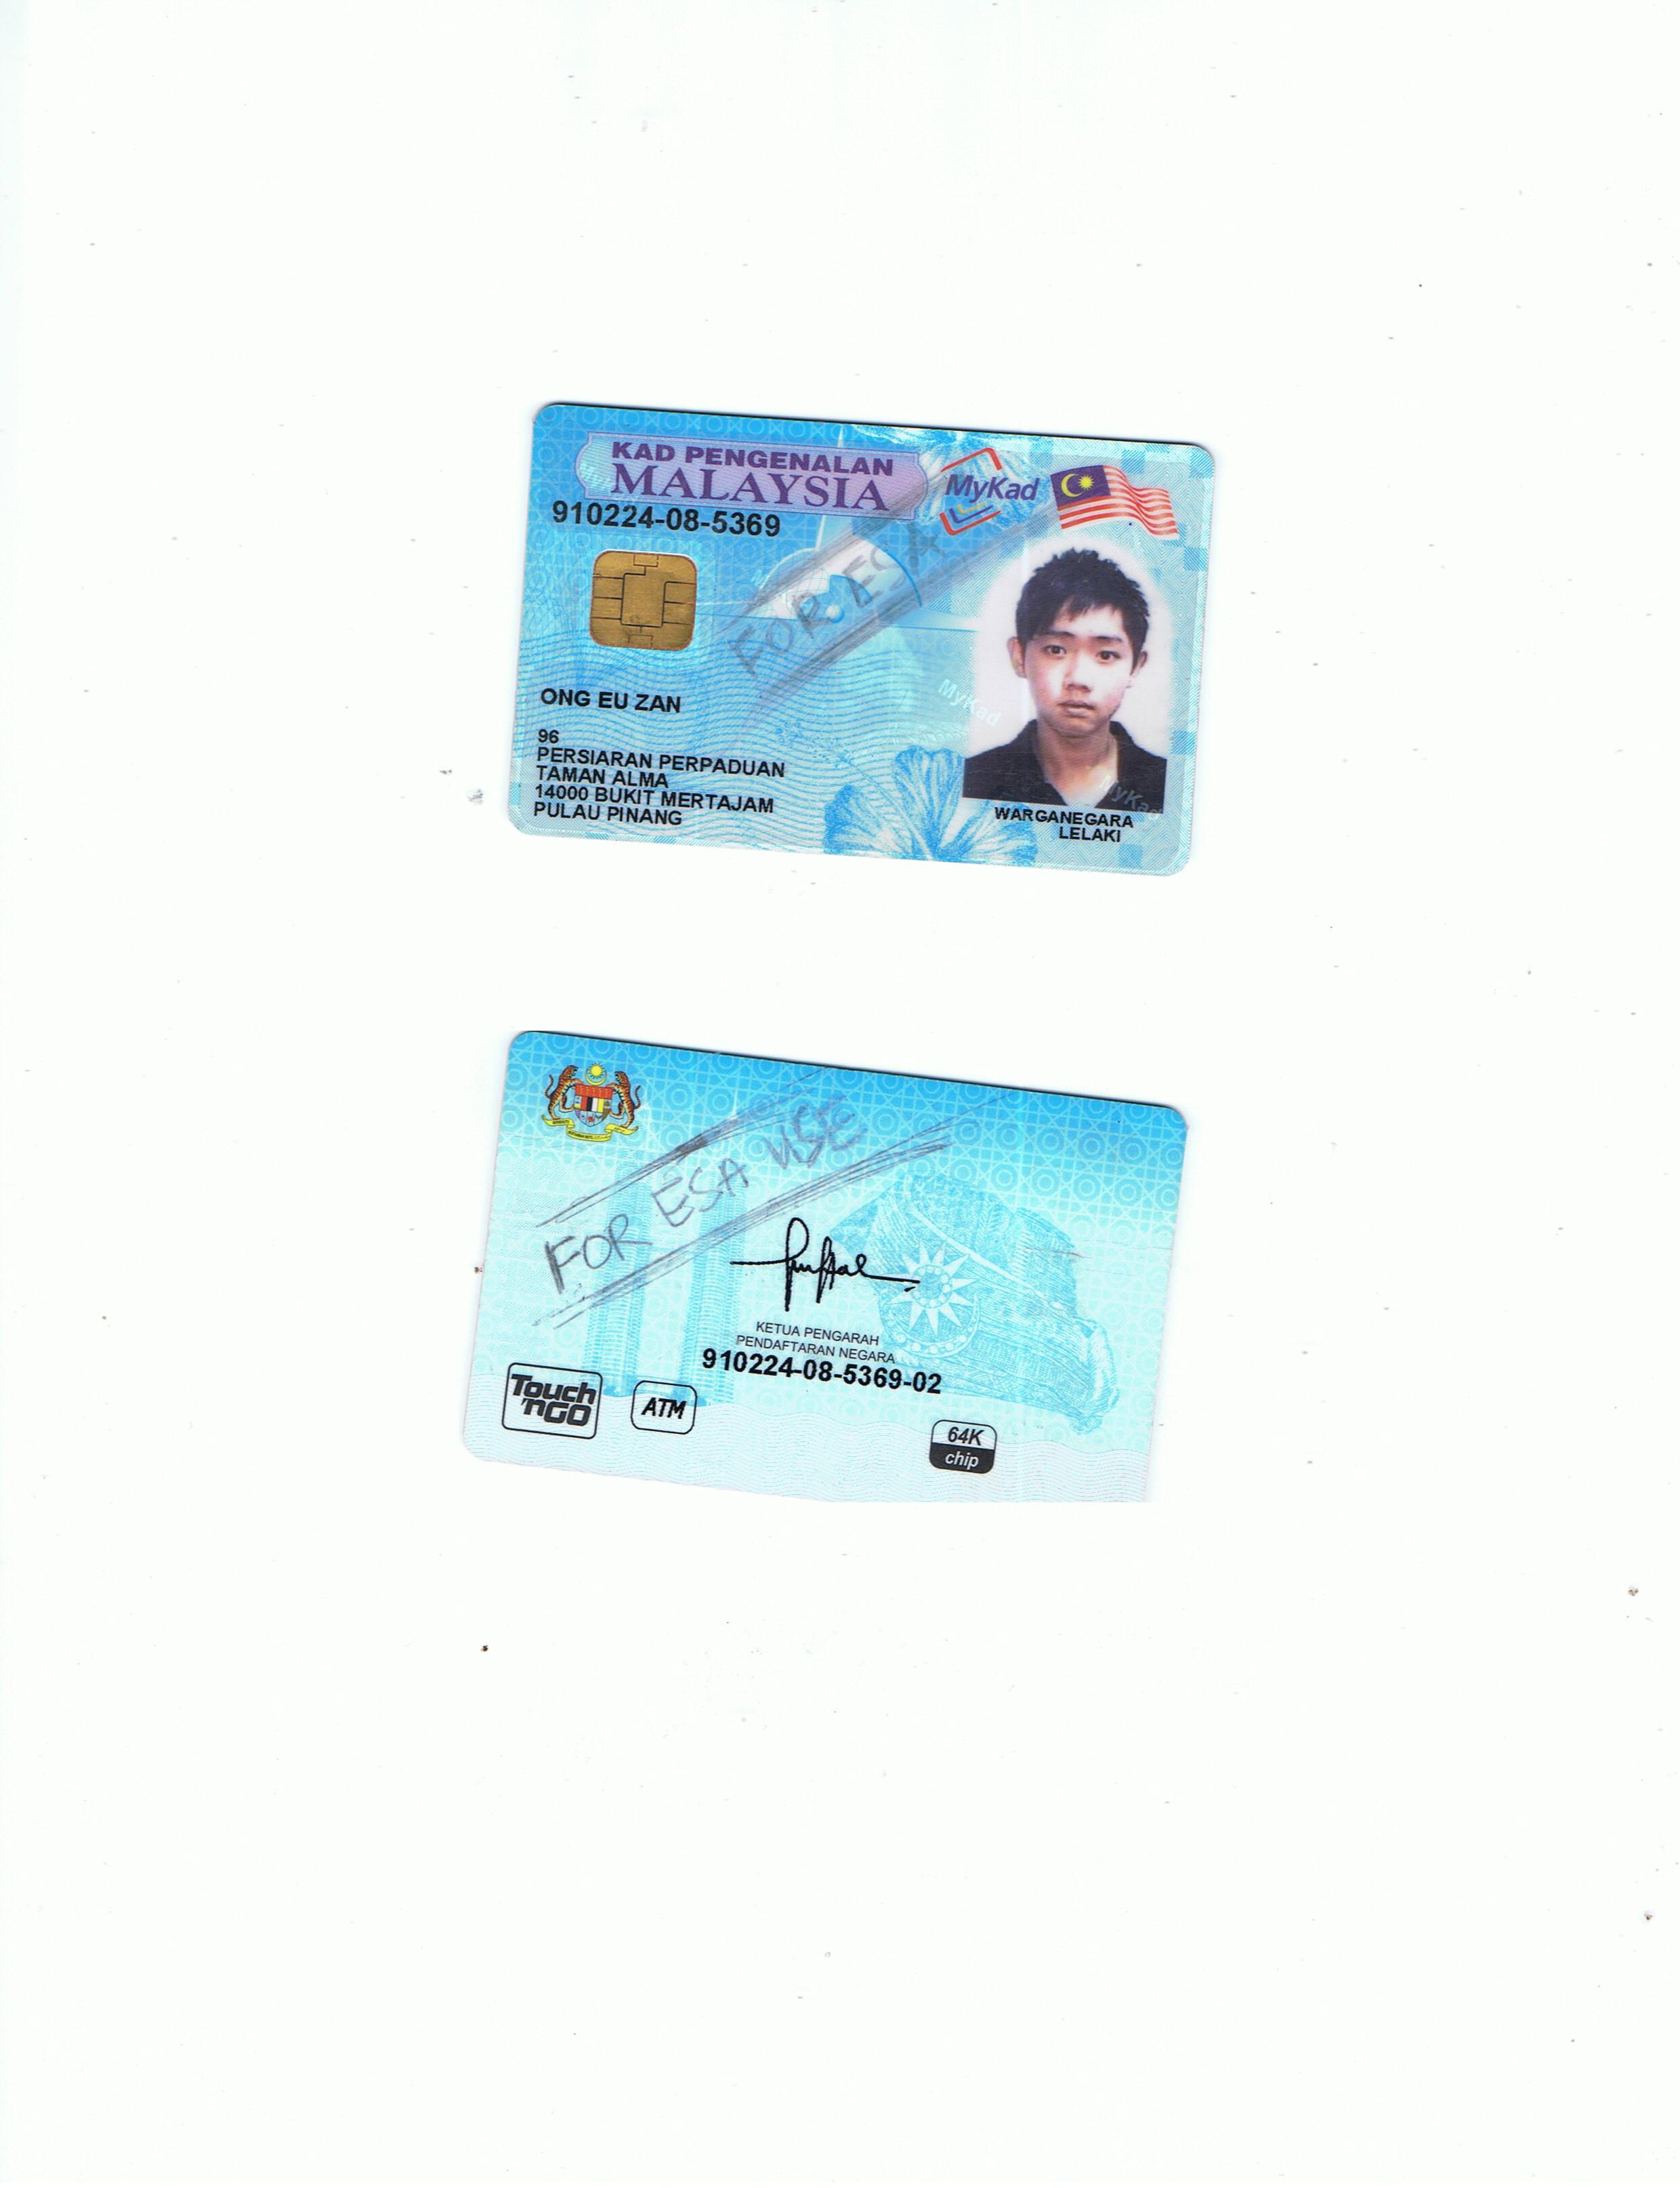 KAD PENGENALAN
MALAYSIA
MyKad
910224-08-5369
FOR ESA
MyKad
ONG EU ZAN
96
PERSIARAN PERPADUAN
TAMAN ALMA
14000 BUKIT MERTAJAM
PULAU PINANG
MyKad
WARGANEGARA
LELAKI
FOR ESA USE
KETUA PENGARAH
PENDAFTARAN NEGARA
910224-08-5369-02
Touch
'nGO
ATM
64K
chip